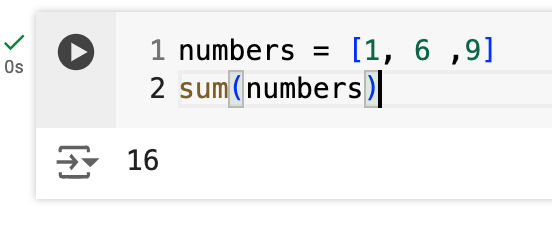 0s
1 numbers = [1, 6 ,9]
2 sum(numbers)
16